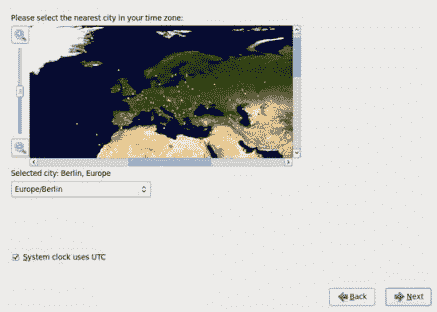 Please select the nearest city in your time zone:
Selected city: Berlin, Europe
Europe/Berlin
System clock uses UTC
Back
Next